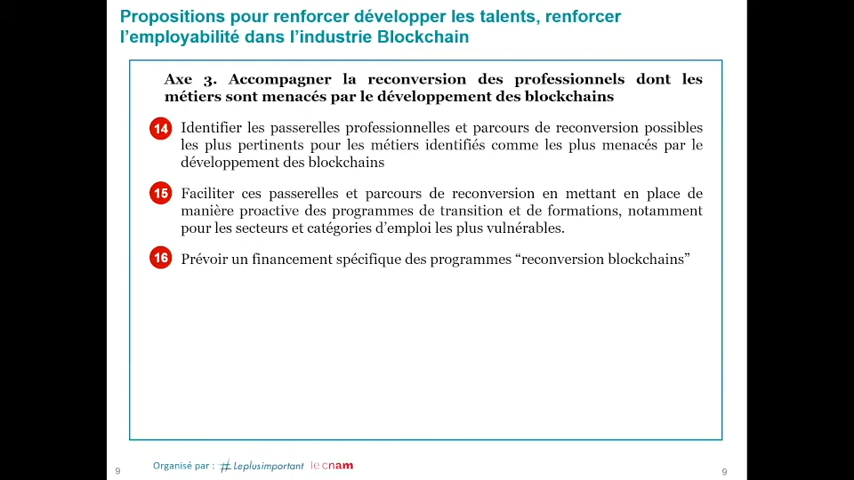 Propositions pour renforcer développer les talents, renforcer
l’employabilité dans l’industrie Blockchain
Axe 3. Accompagner la reconversion des professionnels dont les
métiers sont menacés par le développement des blockchains
14 Identifier les passerelles professionnelles et parcours de reconversion possibles
les plus pertinents pour les métiers identifiés comme les plus menacés par le
développement des blockchains
15 Faciliter ces passerelles et parcours de reconversion en mettant en place de
manière proactive des programmes de transition et de formations, notamment
pour les secteurs et catégories d’emploi les plus vulnérables.
16 Prévoir un financement spécifique des programmes “reconversion blockchains”
9 Organisé par : #Leplusimportant le cnam 9